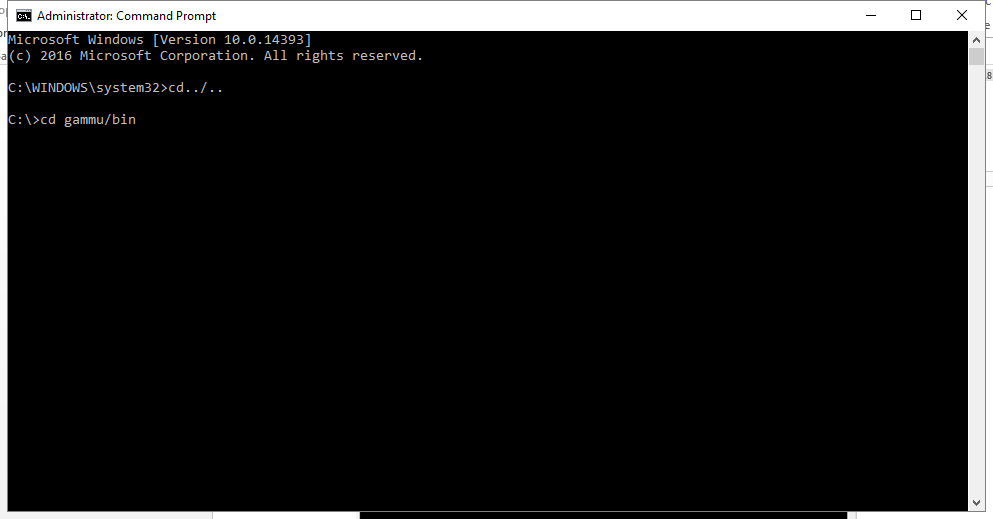 Administrator: Command Prompt
Microsoft Windows [Version 10.0.14393]
(c) 2016 Microsoft Corporation. All rights reserved.
C:\WINDOWS\system32>cd../..
C:\>cd gammu/bin